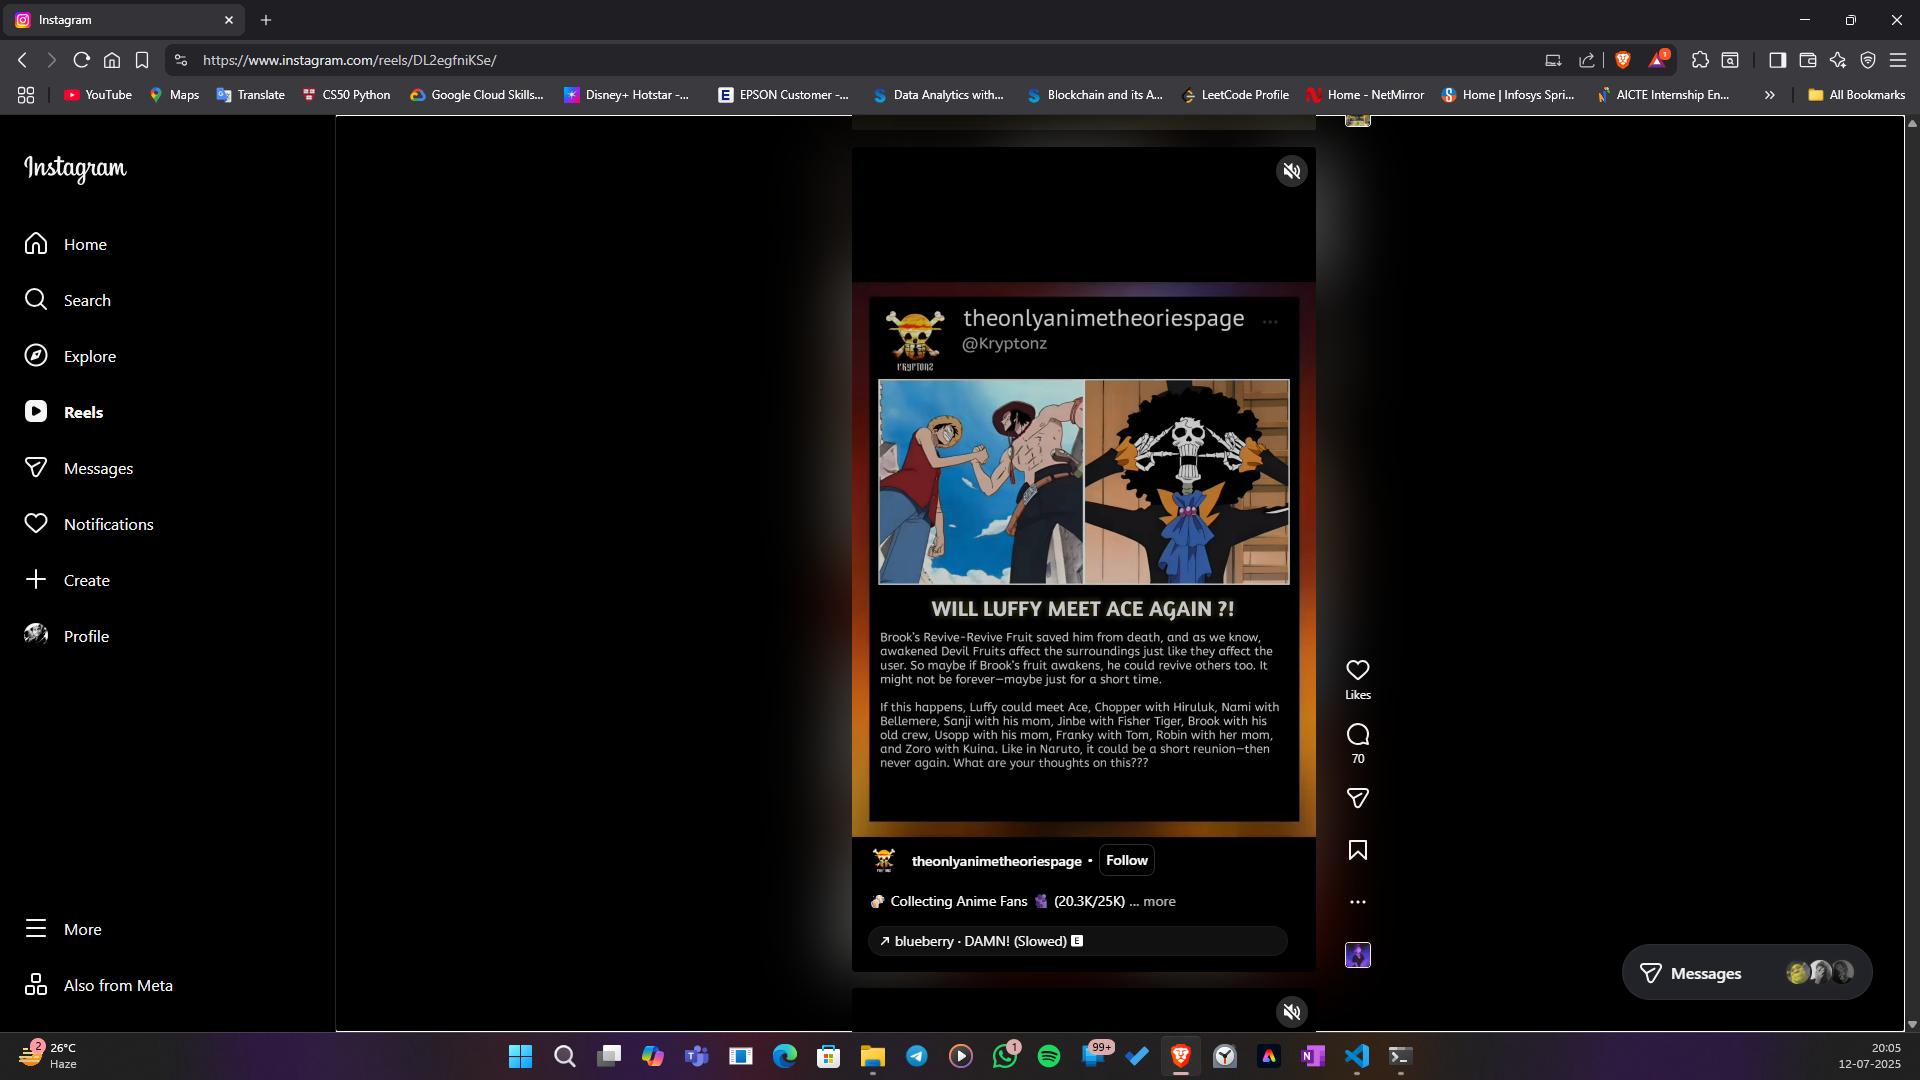 Instagram
https://www.instagram.com/reels/DL2egfniKSe/
1
YouTube
Maps
Translate
CS50 Python
Google Cloud Skills...
Disney+ Hotstar -...
EPSON Customer -...
Data Analytics with...
Blockchain and its A...
LeetCode Profile
Home - NetMirror
Home | Infosys Spri...
AICTE Internship En...
All Bookmarks
Instagram
Home
Search
Explore
Reels
Messages
Notifications
Create
Profile
More
Also from Meta
theonlyanimetheoriespage
@Kryptonz
KRYPTONZ
WILL LUFFY MEET ACE AGAIN ?!
Brook's Revive-Revive Fruit saved him from death, and as we know,
awakened Devil Fruits affect the surroundings just like they affect the
user. So maybe if Brook's fruit awakens, he could revive others too. It
might not be forever—maybe just for a short time.
If this happens, Luffy could meet Ace, Chopper with Hiruluk, Nami with
Bellemere, Sanji with his mom, Jinbe with Fisher Tiger, Brook with his
old crew, Usopp with his mom, Franky with Tom, Robin with her mom,
and Zoro with Kuina. Like in Naruto, it could be a short reunion—then
never again. What are your thoughts on this???
theonlyanimetheoriespage • Follow
Collecting Anime Fans (20.3K/25K) ... more
blueberry · DAMN! (Slowed) E
Likes
70
Messages
2
26°C
Haze
1
99+
20:05
12-07-2025